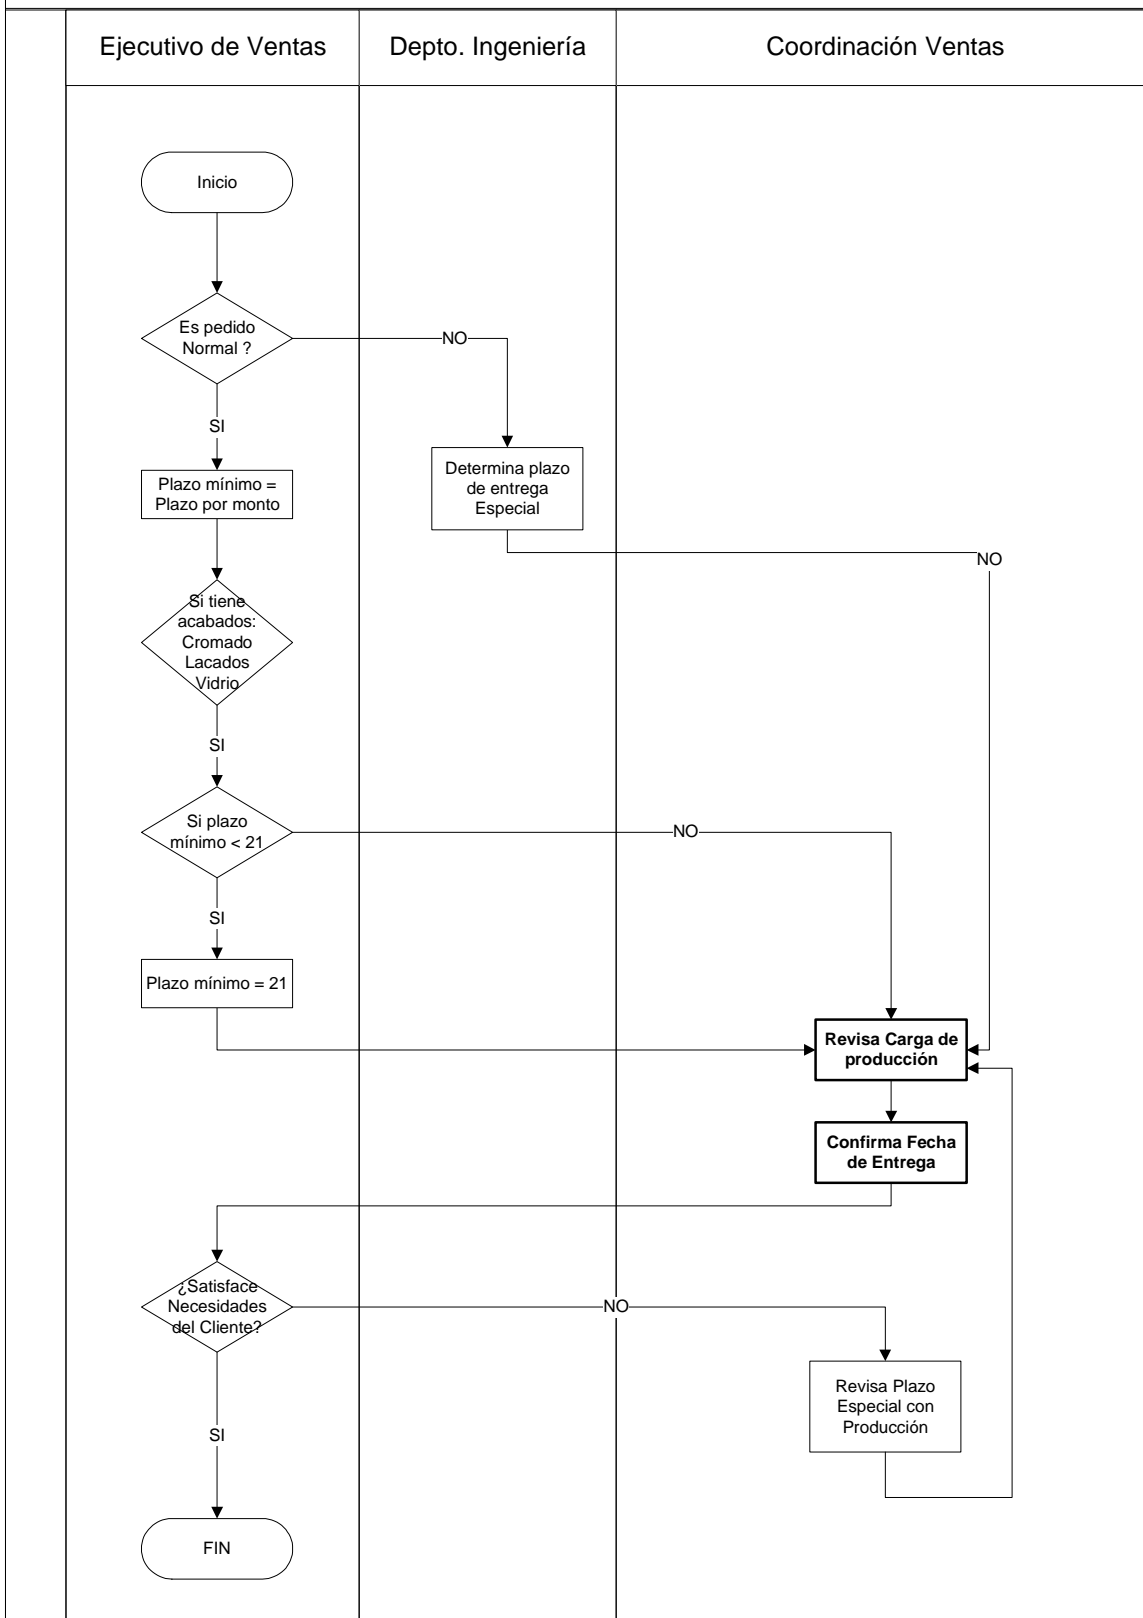 Ejecutivo de Ventas
Depto. Ingeniería
Coordinación Ventas
Inicio
Es pedido
Normal ?
NO
SI
Plazo mínimo =
Plazo por monto
Determina plazo
de entrega
Especial
NO
Si tiene
acabados:
Cromado
Lacados
Vidrio
SI
Si plazo
mínimo < 21
NO
SI
Plazo mínimo = 21
Revisa Carga de
producción
Confirma Fecha
de Entrega
¿Satisface
Necesidades
del Cliente?
NO
Revisa Plazo
Especial con
Producción
SI
FIN